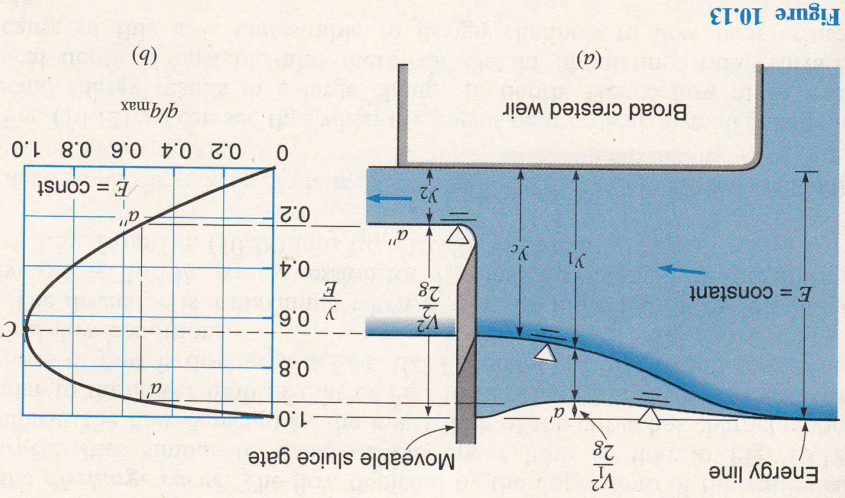 Energy line
V₁²
2g
Moveable sluice gate
a
a'
1.0
0.8
0.6
0.4
0.2
C
V₂²
2g
y
E
E = constant
y₁
y_c
a"
y₂
a"
E = const
0 0.2 0.4 0.6 0.8 1.0
q/q_max
Broad crested weir
(a)
(b)
Figure 10.13